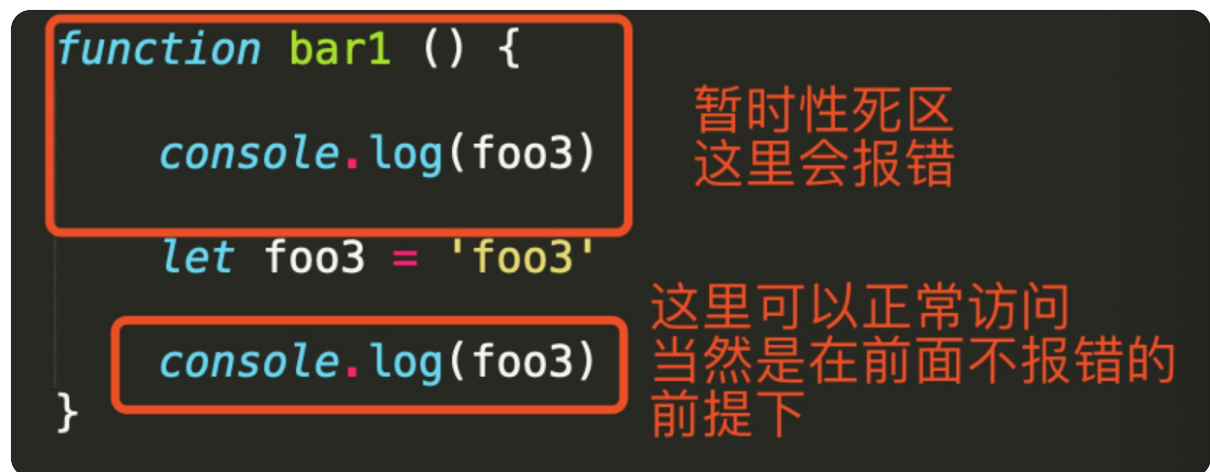 function bar1 () {
console.log(foo3)
暂时性死区
这里会报错
let foo3 = 'foo3'
console.log(foo3)
}
这里可以正常访问
当然是在前面不报错的
前提下